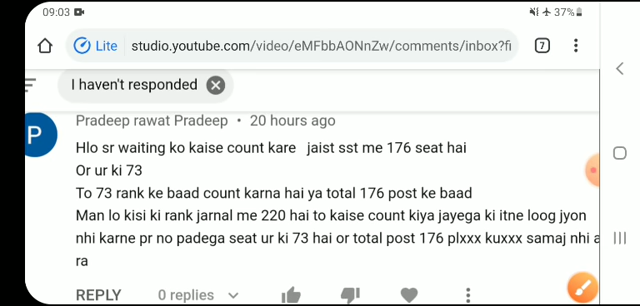 09:03 37%
Lite studio.youtube.com/video/eMFbbAONnZw/comments/inbox?fi 7
I haven't responded
P Pradeep rawat Pradeep • 20 hours ago
Hlo sr waiting ko kaise count kare jaist sst me 176 seat hai
Or ur ki 73
To 73 rank ke baad count karna hai ya total 176 post ke baad
Man lo kisi ki rank jarnal me 220 hai to kaise count kiya jayega ki itne loog jyon
nhi karne pr no padega seat ur ki 73 hai or total post 176 plxxx kuxxx samaj nhi a
ra
REPLY 0 replies